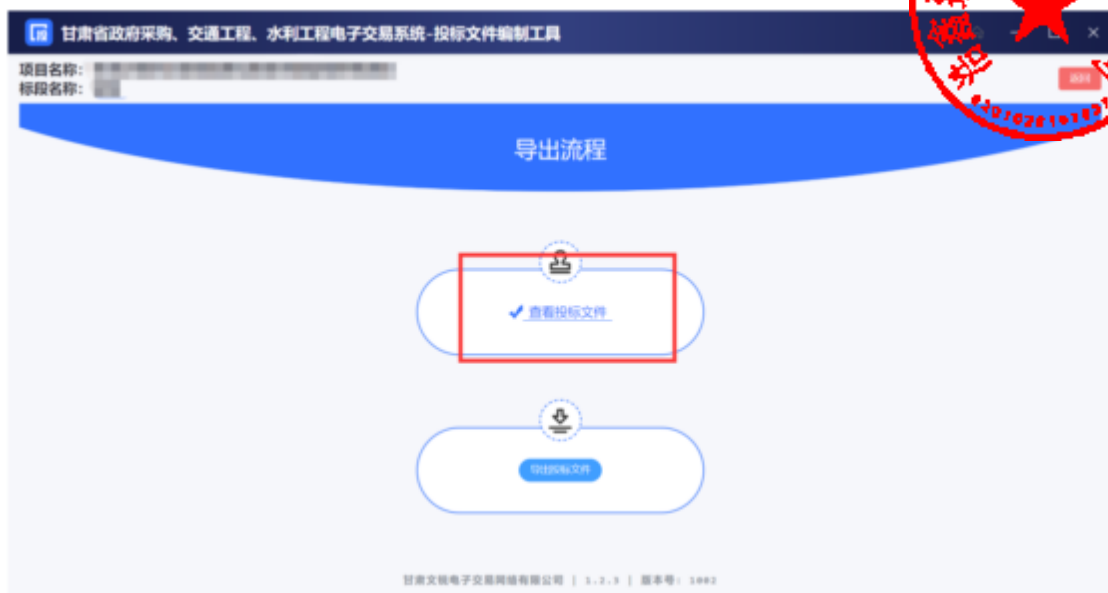 甘肃省政府采购、交通工程、水利工程电子交易系统-投标文件编制工具
项目名称：
标段名称：
返回
导出流程
查看投标文件
导出投标文件
甘肃文锐电子交易网络有限公司 | 1.2.3 | 版本号: 1002